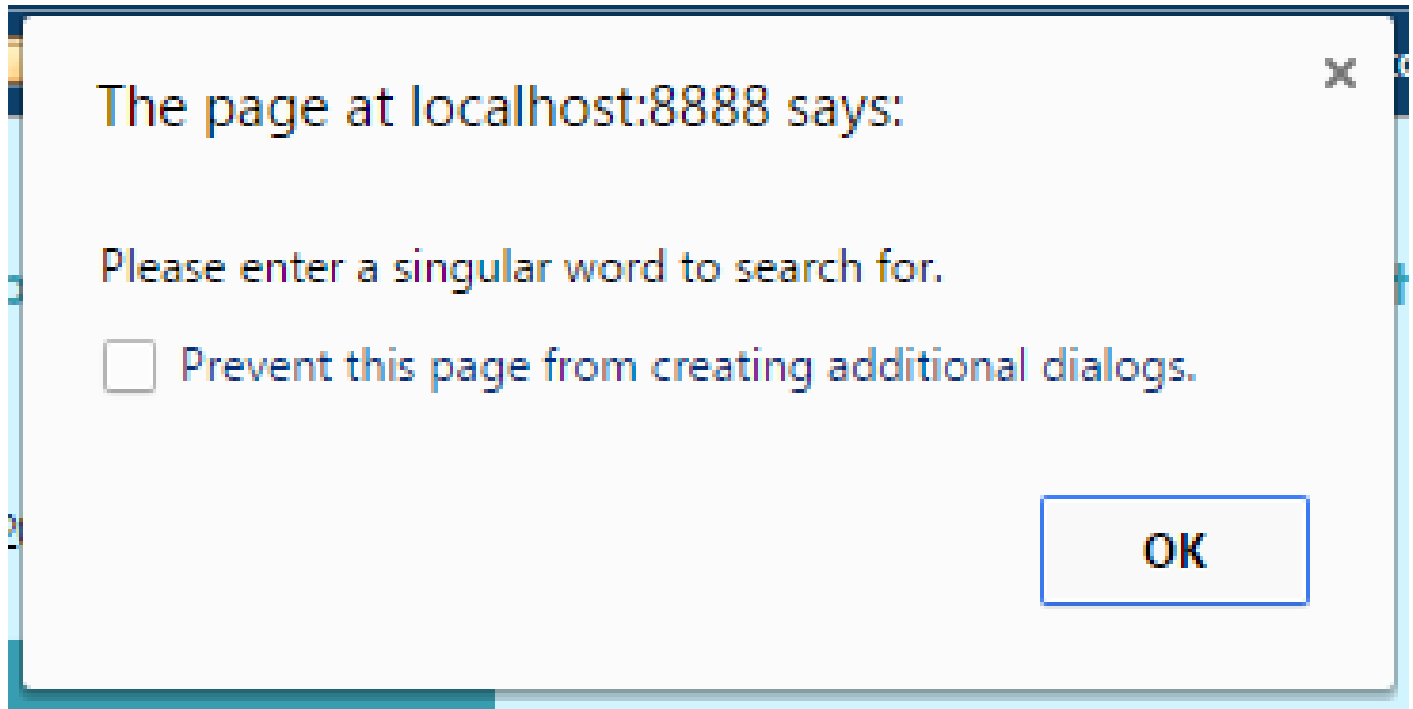 The page at localhost:8888 says:
Please enter a singular word to search for.
Prevent this page from creating additional dialogs.
OK